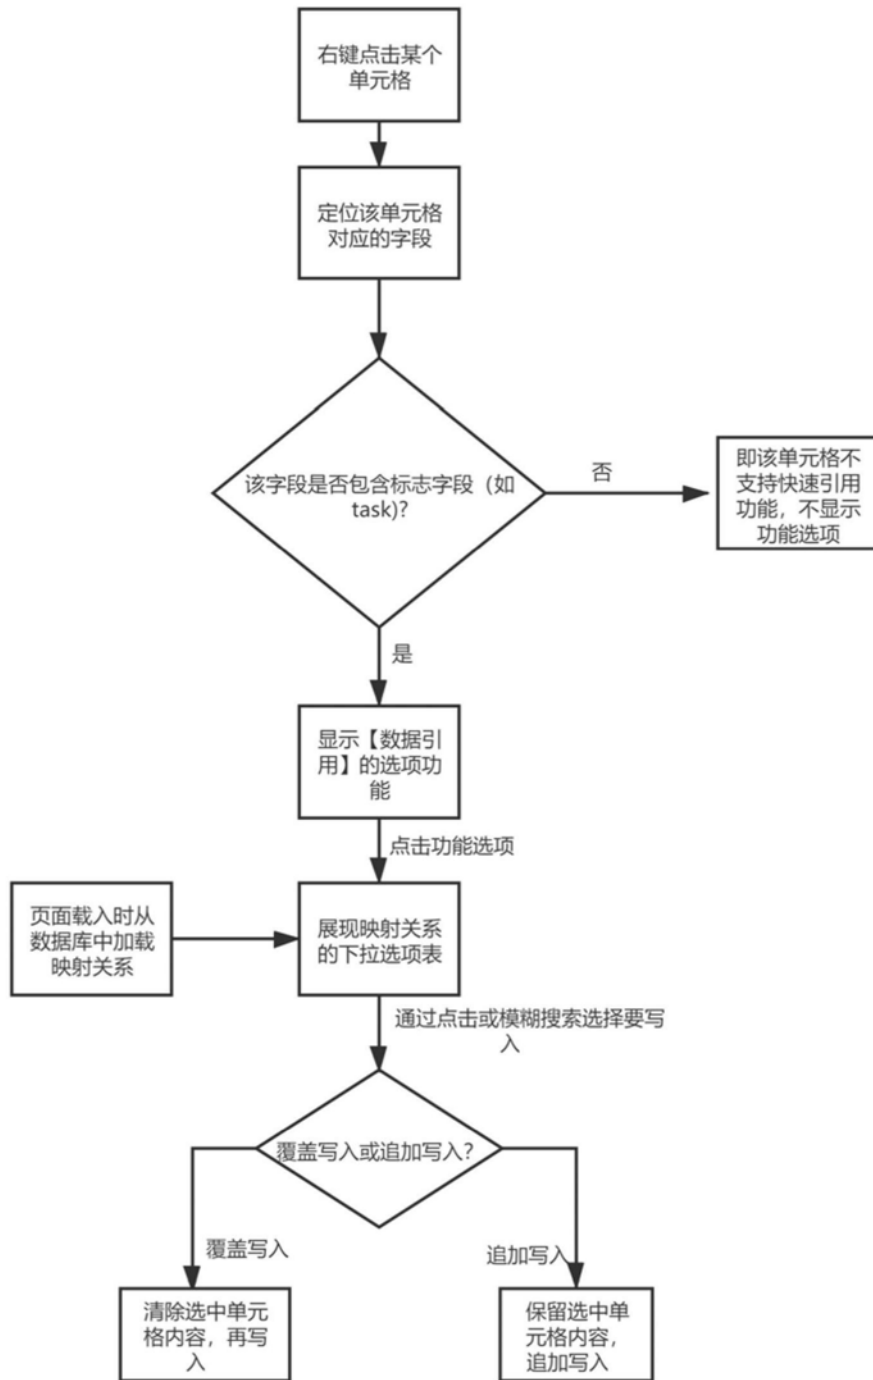 右键点击某个
单元格
定位该单元格
对应的字段
该字段是否包含标志字段（如
task)?
否
即该单元格不
支持快速引用
功能，不显示
功能选项
是
显示【数据引
用】的选项功
能
点击功能选项
页面载入时从
数据库中加载
映射关系
展现映射关系
的下拉选项表
通过点击或模糊搜索选择要写
入
覆盖写入或追加写入？
覆盖写入
追加写入
清除选中单元
格内容，再写
入
保留选中单
元格内容，
追加写入